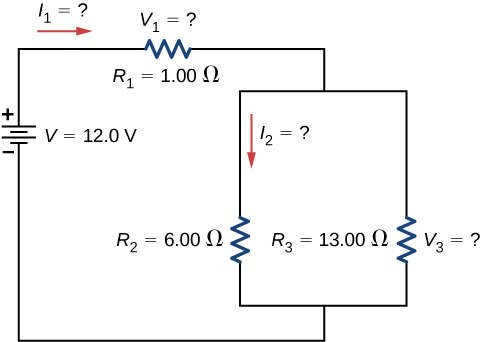 I₁ = ?
V₁ = ?
R₁ = 1.00 Ω
+
V = 12.0 V
−
I₂ = ?
R₂ = 6.00 Ω
R₃ = 13.00 Ω
V₃ = ?